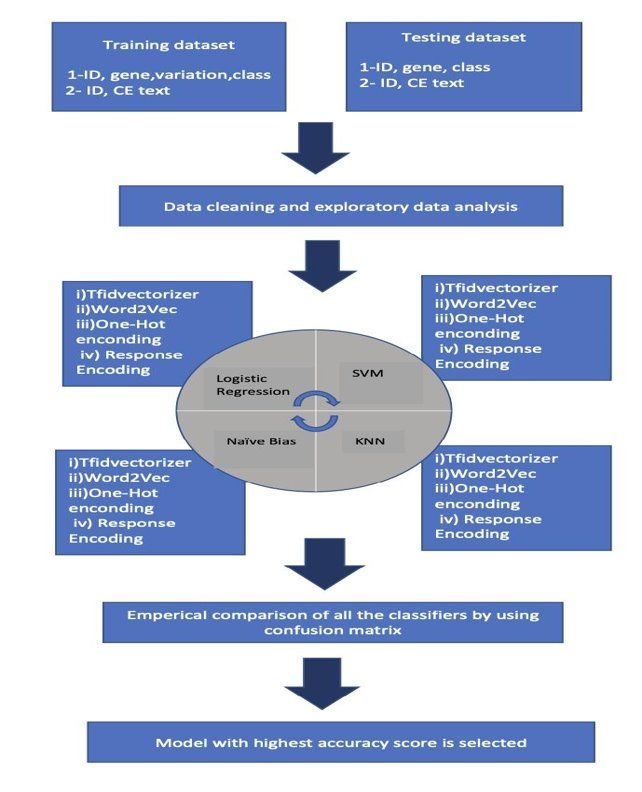 Training dataset
1-ID, gene,variation,class
2- ID, CE text
Testing dataset
1-ID, gene, class
2- ID, CE text
Data cleaning and exploratory data analysis
i)Tfidvectorizer
ii)Word2Vec
iii)One-Hot
enconding
iv) Response
Encoding
i)Tfidvectorizer
ii)Word2Vec
iii)One-Hot
enconding
iv) Response
Encoding
Logistic
Regression
SVM
Naïve Bias
KNN
i)Tfidvectorizer
ii)Word2Vec
iii)One-Hot
enconding
iv) Response
Encoding
i)Tfidvectorizer
ii)Word2Vec
iii)One-Hot
enconding
iv) Response
Encoding
Emperical comparison of all the classifiers by using
confusion matrix
Model with highest accuracy score is selected